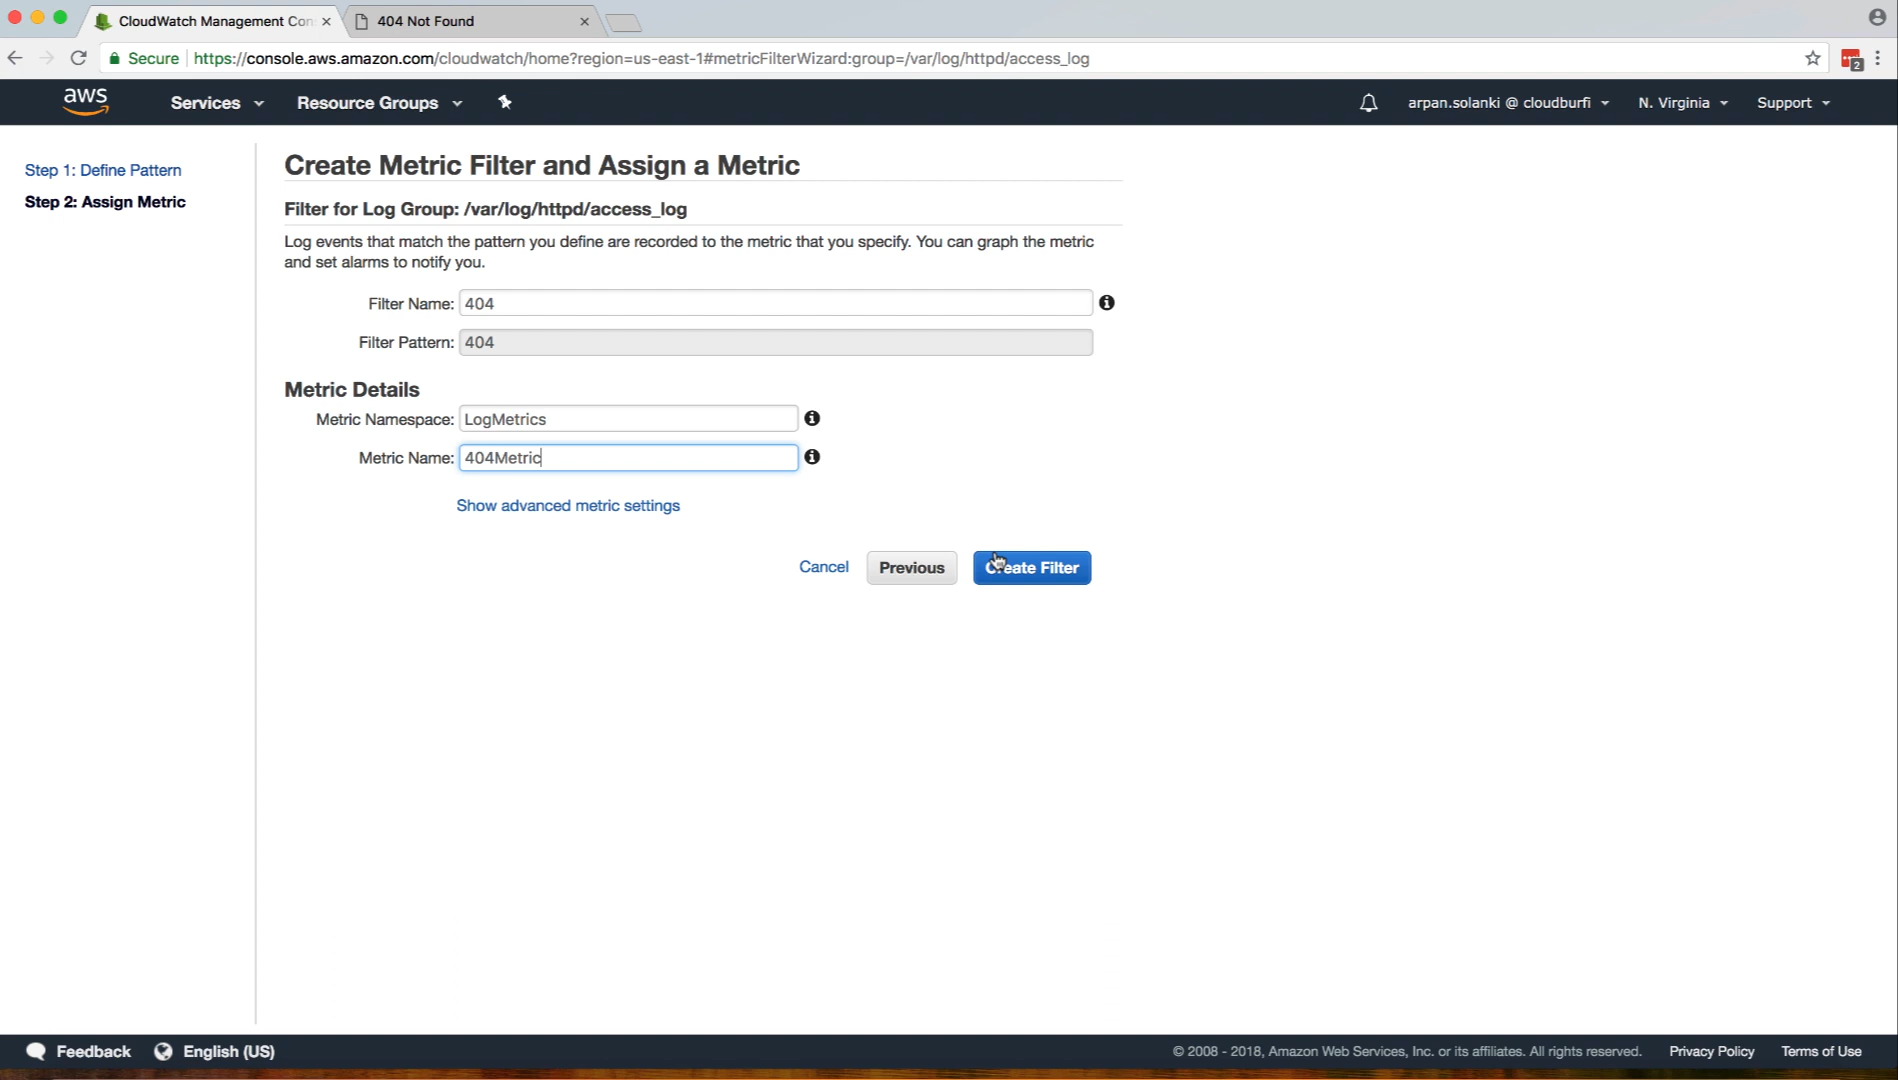 CloudWatch Management Con
404 Not Found
Secure https://console.aws.amazon.com/cloudwatch/home?region=us-east-1#metricFilterWizard:group=/var/log/httpd/access_log
2
aws Services Resource Groups arpan.solanki @ cloudburfi N. Virginia Support
Step 1: Define Pattern
Step 2: Assign Metric
Create Metric Filter and Assign a Metric
Filter for Log Group: /var/log/httpd/access_log
Log events that match the pattern you define are recorded to the metric that you specify. You can graph the metric
and set alarms to notify you.
Filter Name: 404
Filter Pattern: 404
Metric Details
Metric Namespace: LogMetrics
Metric Name: 404Metric
Show advanced metric settings
Cancel Previous Create Filter
Feedback English (US) © 2008 - 2018, Amazon Web Services, Inc. or its affiliates. All rights reserved. Privacy Policy Terms of Use